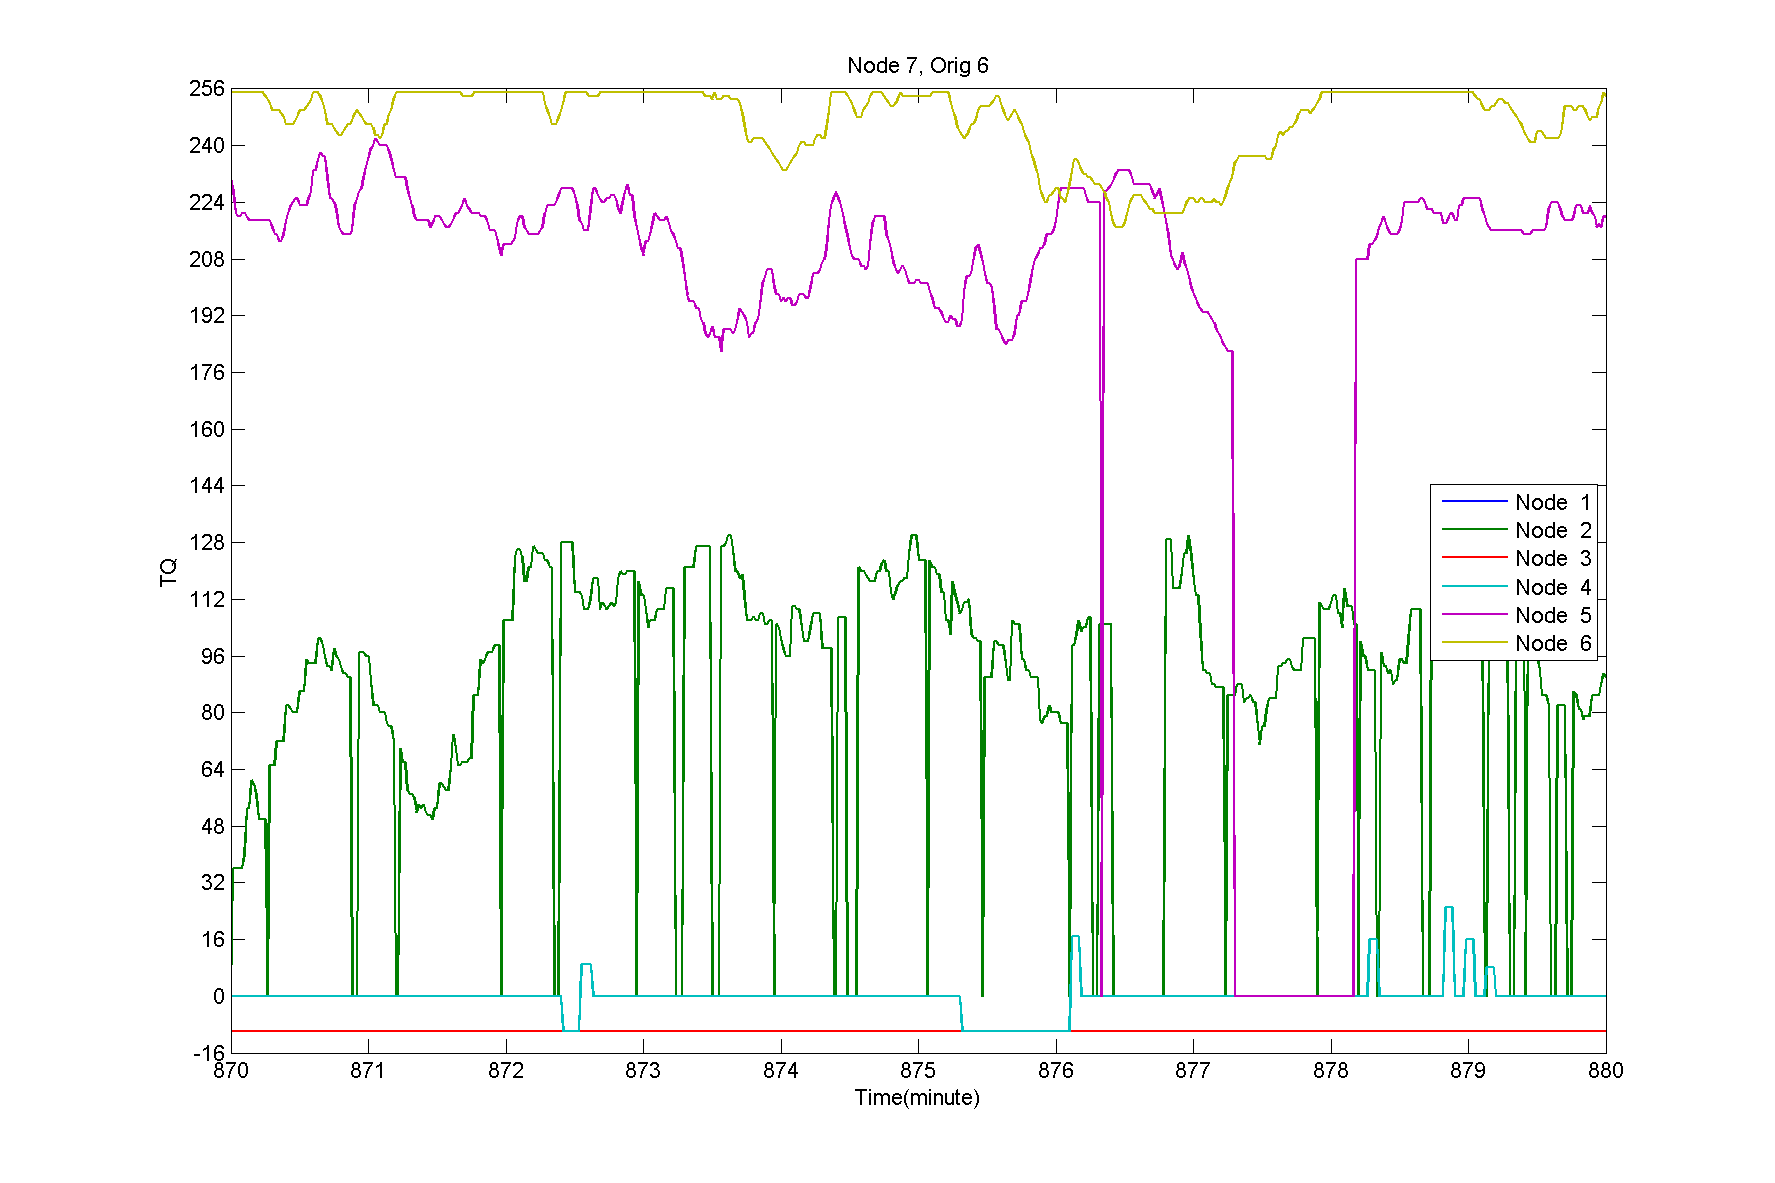 Node 7, Orig 6
256
240
224
208
192
176
160
144
128
112
96
80
64
48
32
16
0
-16
TQ
Node 1
Node 2
Node 3
Node 4
Node 5
Node 6
870 871 872 873 874 875 876 877 878 879 880
Time(minute)